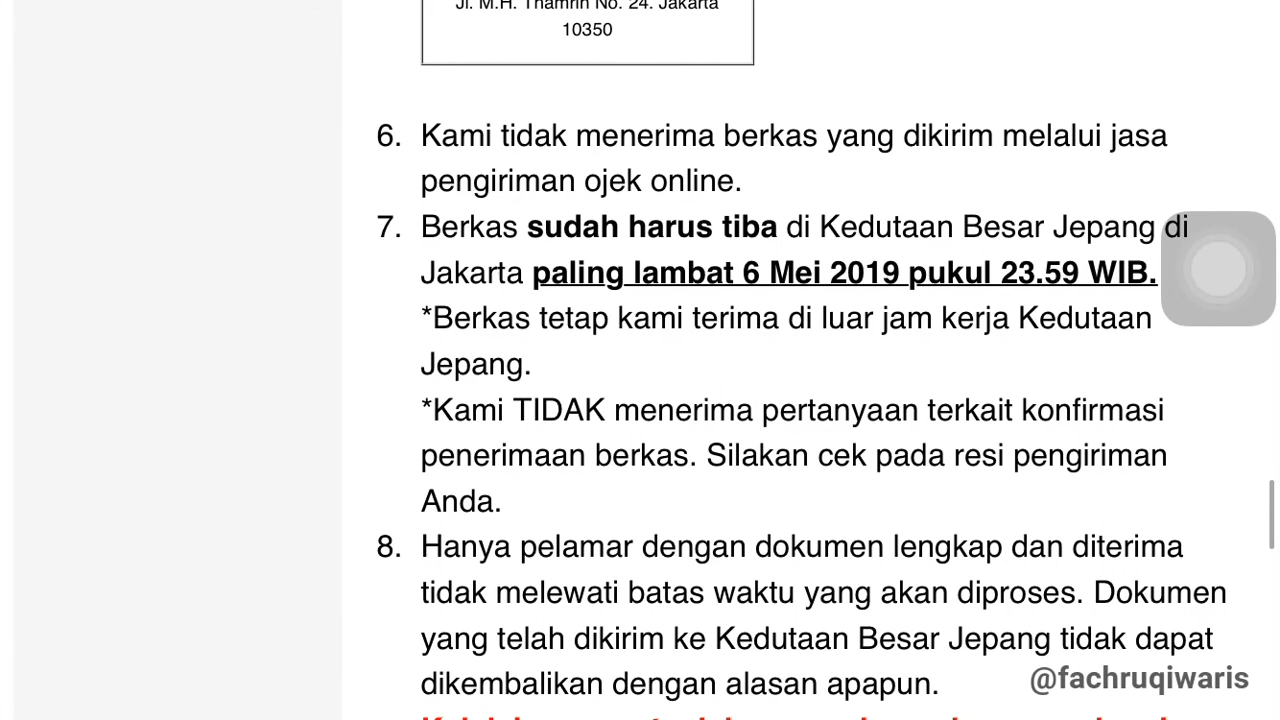 Jl. M.H. Thamrin No. 24. Jakarta
10350
6. Kami tidak menerima berkas yang dikirim melalui jasa
pengiriman ojek online.
7. Berkas sudah harus tiba di Kedutaan Besar Jepang di
Jakarta paling lambat 6 Mei 2019 pukul 23.59 WIB.
*Berkas tetap kami terima di luar jam kerja Kedutaan
Jepang.
*Kami TIDAK menerima pertanyaan terkait konfirmasi
penerimaan berkas. Silakan cek pada resi pengiriman
Anda.
8. Hanya pelamar dengan dokumen lengkap dan diterima
tidak melewati batas waktu yang akan diproses. Dokumen
yang telah dikirim ke Kedutaan Besar Jepang tidak dapat
dikembalikan dengan alasan apapun.
@fachruqiwaris